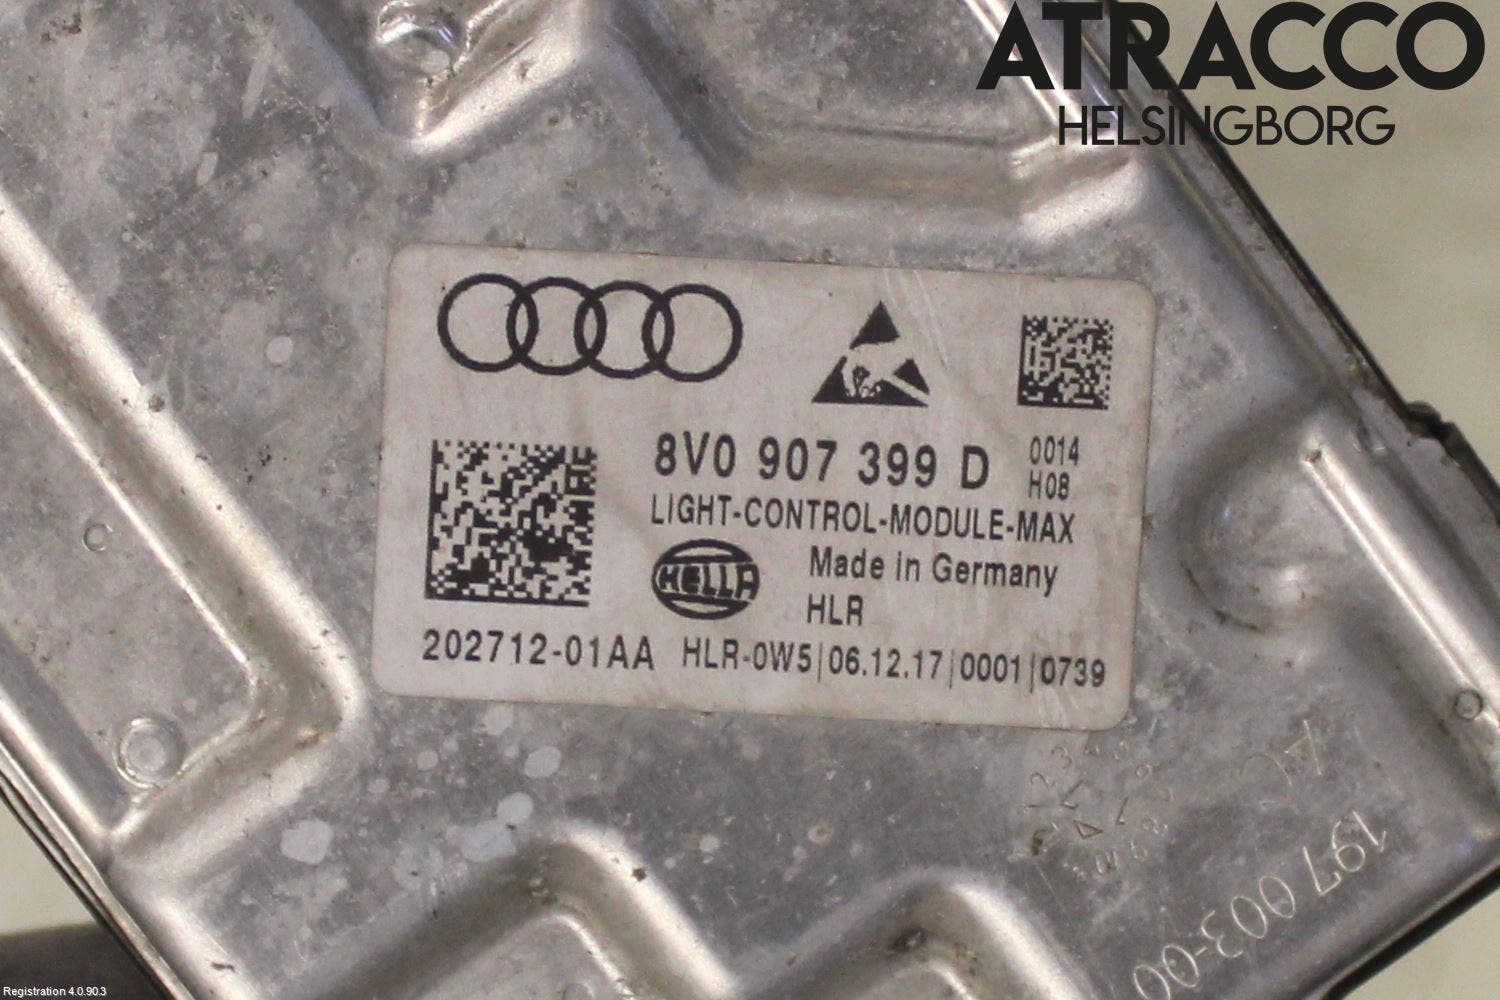 ATRACCO
HELSINGBORG
8V0 907 399 D
0014
H08
LIGHT-CONTROL-MODULE-MAX
HELLA
Made in Germany
HLR
202712-01AA HLR-0W5|06.12.17|0001|0739
197 003-00
Registration 4.0.90.3